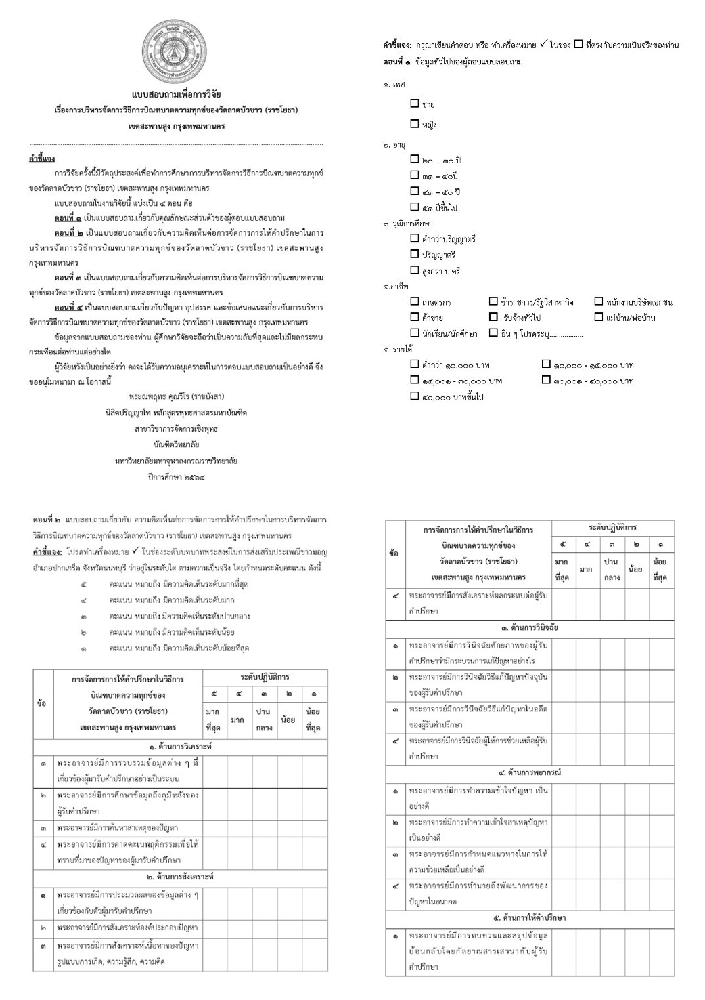 แบบสอบถามเพื่อการวิจัย
เรื่องการบริหารจัดการวิธีการบิณฑบาตความทุกข์ของวัดลาดบัวขาว (ราชโยธา)
เขตสะพานสูง กรุงเทพมหานคร
คำชี้แจง
การวิจัยครั้งนี้มีวัตถุประสงค์เพื่อทำการศึกษาการบริหารจัดการวิธีการบิณฑบาตความทุกข์
ของวัดลาดบัวขาว (ราชโยธา) เขตสะพานสูง กรุงเทพมหานคร
แบบสอบถามในงานวิจัยนี้ แบ่งเป็น ๔ ตอน คือ
ตอนที่ ๑ เป็นแบบสอบถามเกี่ยวกับคุณลักษณะส่วนตัวของผู้ตอบแบบสอบถาม
ตอนที่ ๒ เป็นแบบสอบถามเกี่ยวกับความคิดเห็นต่อการจัดการการให้คำปรึกษาในการ
บริหารจัดการวิธีการบิณฑบาตความทุกข์ของวัดลาดบัวขาว (ราชโยธา) เขตสะพานสูง
กรุงเทพมหานคร
ตอนที่ ๓ เป็นแบบสอบถามเกี่ยวกับความคิดเห็นต่อการบริหารจัดการวิธีการบิณฑบาตความ
ทุกข์ของวัดลาดบัวขาว (ราชโยธา) เขตสะพานสูง กรุงเทพมหานคร
ตอนที่ ๔ เป็นแบบสอบถามเกี่ยวกับปัญหา อุปสรรค และข้อเสนอแนะเกี่ยวกับการบริหาร
จัดการวิธีการบิณฑบาตความทุกข์ของวัดลาดบัวขาว (ราชโยธา) เขตสะพานสูง กรุงเทพมหานคร
ข้อมูลจากแบบสอบถามของท่าน ผู้ศึกษาวิจัยจะถือว่าเป็นความลับที่สุดและไม่มีผลกระทบ
กระเทือนต่อท่านแต่อย่างใด
ผู้วิจัยหวังเป็นอย่างยิ่งว่า คงจะได้รับความอนุเคราะห์ในการตอบแบบสอบถามเป็นอย่างดี จึง
ขออนุโมทนามา ณ โอกาสนี้
พระณพฤทธ คุณวีโร (ราชบังสา)
นิสิตปริญญาโท หลักสูตรพุทธศาสตรมหาบัณฑิต
สาขาวิชาการจัดการเชิงพุทธ
บัณฑิตวิทยาลัย
มหาวิทยาลัยมหาจุฬาลงกรณราชวิทยาลัย
ปีการศึกษา ๒๕๖๔
คำชี้แจง: กรุณาเขียนคำตอบ หรือ ทำเครื่องหมาย ✓ ในช่อง ☐ ที่ตรงกับความเป็นจริงของท่าน
ตอนที่ ๑ ข้อมูลทั่วไปของผู้ตอบแบบสอบถาม
๑. เพศ
☐ ชาย
☐ หญิง
๒. อายุ
☐ ๒๐ - ๓๐ ปี
☐ ๓๑ – ๔๐ปี
☐ ๔๑ – ๕๐ ปี
☐ ๕๑ ปีขึ้นไป
๓. วุฒิการศึกษา
☐ ต่ำกว่าปริญญาตรี
☐ ปริญญาตรี
☐ สูงกว่า ป.ตรี
๔.อาชีพ
☐ เกษตรกร ☐ ข้าราชการ/รัฐวิสาหกิจ ☐ พนักงานบริษัทเอกชน
☐ ค้าขาย ☐ รับจ้างทั่วไป ☐ แม่บ้าน/พ่อบ้าน
☐ นักเรียน/นักศึกษา ☐ อื่น ๆ โปรดระบุ..................
๕. รายได้
☐ ต่ำกว่า ๑๐,๐๐๐ บาท ☐ ๑๐,๐๐๐ - ๑๕,๐๐๐ บาท
☐ ๑๕,๐๐๑ - ๓๐,๐๐๐ บาท ☐ ๓๐,๐๐๑ - ๔๐,๐๐๐ บาท
☐ ๔๐,๐๐๐ บาทขึ้นไป
ตอนที่ ๒ แบบสอบถามเกี่ยวกับ ความคิดเห็นต่อการจัดการการให้คำปรึกษาในการบริหารจัดการ
วิธีการบิณฑบาตความทุกข์ของวัดลาดบัวขาว (ราชโยธา) เขตสะพานสูง กรุงเทพมหานคร
คำชี้แจง: โปรดทำเครื่องหมาย ✓ ในช่องระดับบทบาทพระสงฆ์ในการส่งเสริมประเพณีชาวมอญ
อำเภอปากเกร็ด จังหวัดนนทบุรี ว่าอยู่ในระดับใด ตามความเป็นจริง โดยกำหนดระดับคะแนน ดังนี้
๕ คะแนน หมายถึง มีความคิดเห็นระดับมากที่สุด
๔ คะแนน หมายถึง มีความคิดเห็นระดับมาก
๓ คะแนน หมายถึง มีความคิดเห็นระดับปานกลาง
๒ คะแนน หมายถึง มีความคิดเห็นระดับน้อย
๑ คะแนน หมายถึง มีความคิดเห็นระดับน้อยที่สุด
ข้อ
การจัดการการให้คำปรึกษาในวิธีการ
บิณฑบาตความทุกข์ของ
วัดลาดบัวขาว (ราชโยธา)
เขตสะพานสูง กรุงเทพมหานคร
ระดับปฏิบัติการ
๕ ๔ ๓ ๒ ๑
มากที่สุด มาก ปานกลาง น้อย น้อยที่สุด
๑. ด้านการวิเคราะห์
๑ พระอาจารย์มีการรวบรวมข้อมูลต่าง ๆ ที่
เกี่ยวข้องผู้มารับคำปรึกษาอย่างเป็นระบบ
๒ พระอาจารย์มีการศึกษาข้อมูลถึงภูมิหลังของ
ผู้รับคำปรึกษา
๓ พระอาจารย์มีการค้นหาสาเหตุของปัญหา
๔ พระอาจารย์มีการคาดคะเนพฤติกรรมเพื่อให้
ทราบที่มาของปัญหาของผู้มารับคำปรึกษา
๒. ด้านการสังเคราะห์
๑ พระอาจารย์มีการประมวลผลของข้อมูลต่าง ๆ
เกี่ยวข้องกับตัวผู้มารับคำปรึกษา
๒ พระอาจารย์มีการสังเคราะห์องค์ประกอบปัญหา
๓ พระอาจารย์มีการสังเคราะห์เนื้อหาของปัญหา
รูปแบบการเกิด, ความรู้สึก, ความคิด
ข้อ
การจัดการการให้คำปรึกษาในวิธีการ
บิณฑบาตความทุกข์ของ
วัดลาดบัวขาว (ราชโยธา)
เขตสะพานสูง กรุงเทพมหานคร
ระดับปฏิบัติการ
๕ ๔ ๓ ๒ ๑
มากที่สุด มาก ปานกลาง น้อย น้อยที่สุด
๔ พระอาจารย์มีการสังเคราะห์ผลกระทบต่อผู้รับ
คำปรึกษา
๓. ด้านการวินิจฉัย
๑ พระอาจารย์มีการวินิจฉัยศักยภาพของผู้รับ
คำปรึกษาว่ามีกระบวนการแก้ปัญหาอย่างไร
๒ พระอาจารย์มีการวินิจฉัยวิธีแก้ปัญหาปัจจุบัน
ของผู้รับคำปรึกษา
๓ พระอาจารย์มีการวินิจฉัยวิธีแก้ปัญหาในอดีต
ของผู้รับคำปรึกษา
๔ พระอาจารย์มีการวินิจฉัยผู้ให้การช่วยเหลือผู้รับ
คำปรึกษา
๔. ด้านการพยากรณ์
๑ พระอาจารย์มีการทำความเข้าใจปัญหา เป็น
อย่างดี
๒ พระอาจารย์มีการทำความเข้าใจสาเหตุปัญหา
เป็นอย่างดี
๓ พระอาจารย์มีการกำหนดแนวทางในการให้
ความช่วยเหลือเป็นอย่างดี
๔ พระอาจารย์มีการทำนายถึงพัฒนาการของ
ปัญหาในอนาคต
๕. ด้านการให้คำปรึกษา
๑ พระอาจารย์มีการทบทวนและสรุปข้อมูล
ย้อนกลับโดยกัลยาณสารเสวนากับผู้รับ
คำปรึกษา